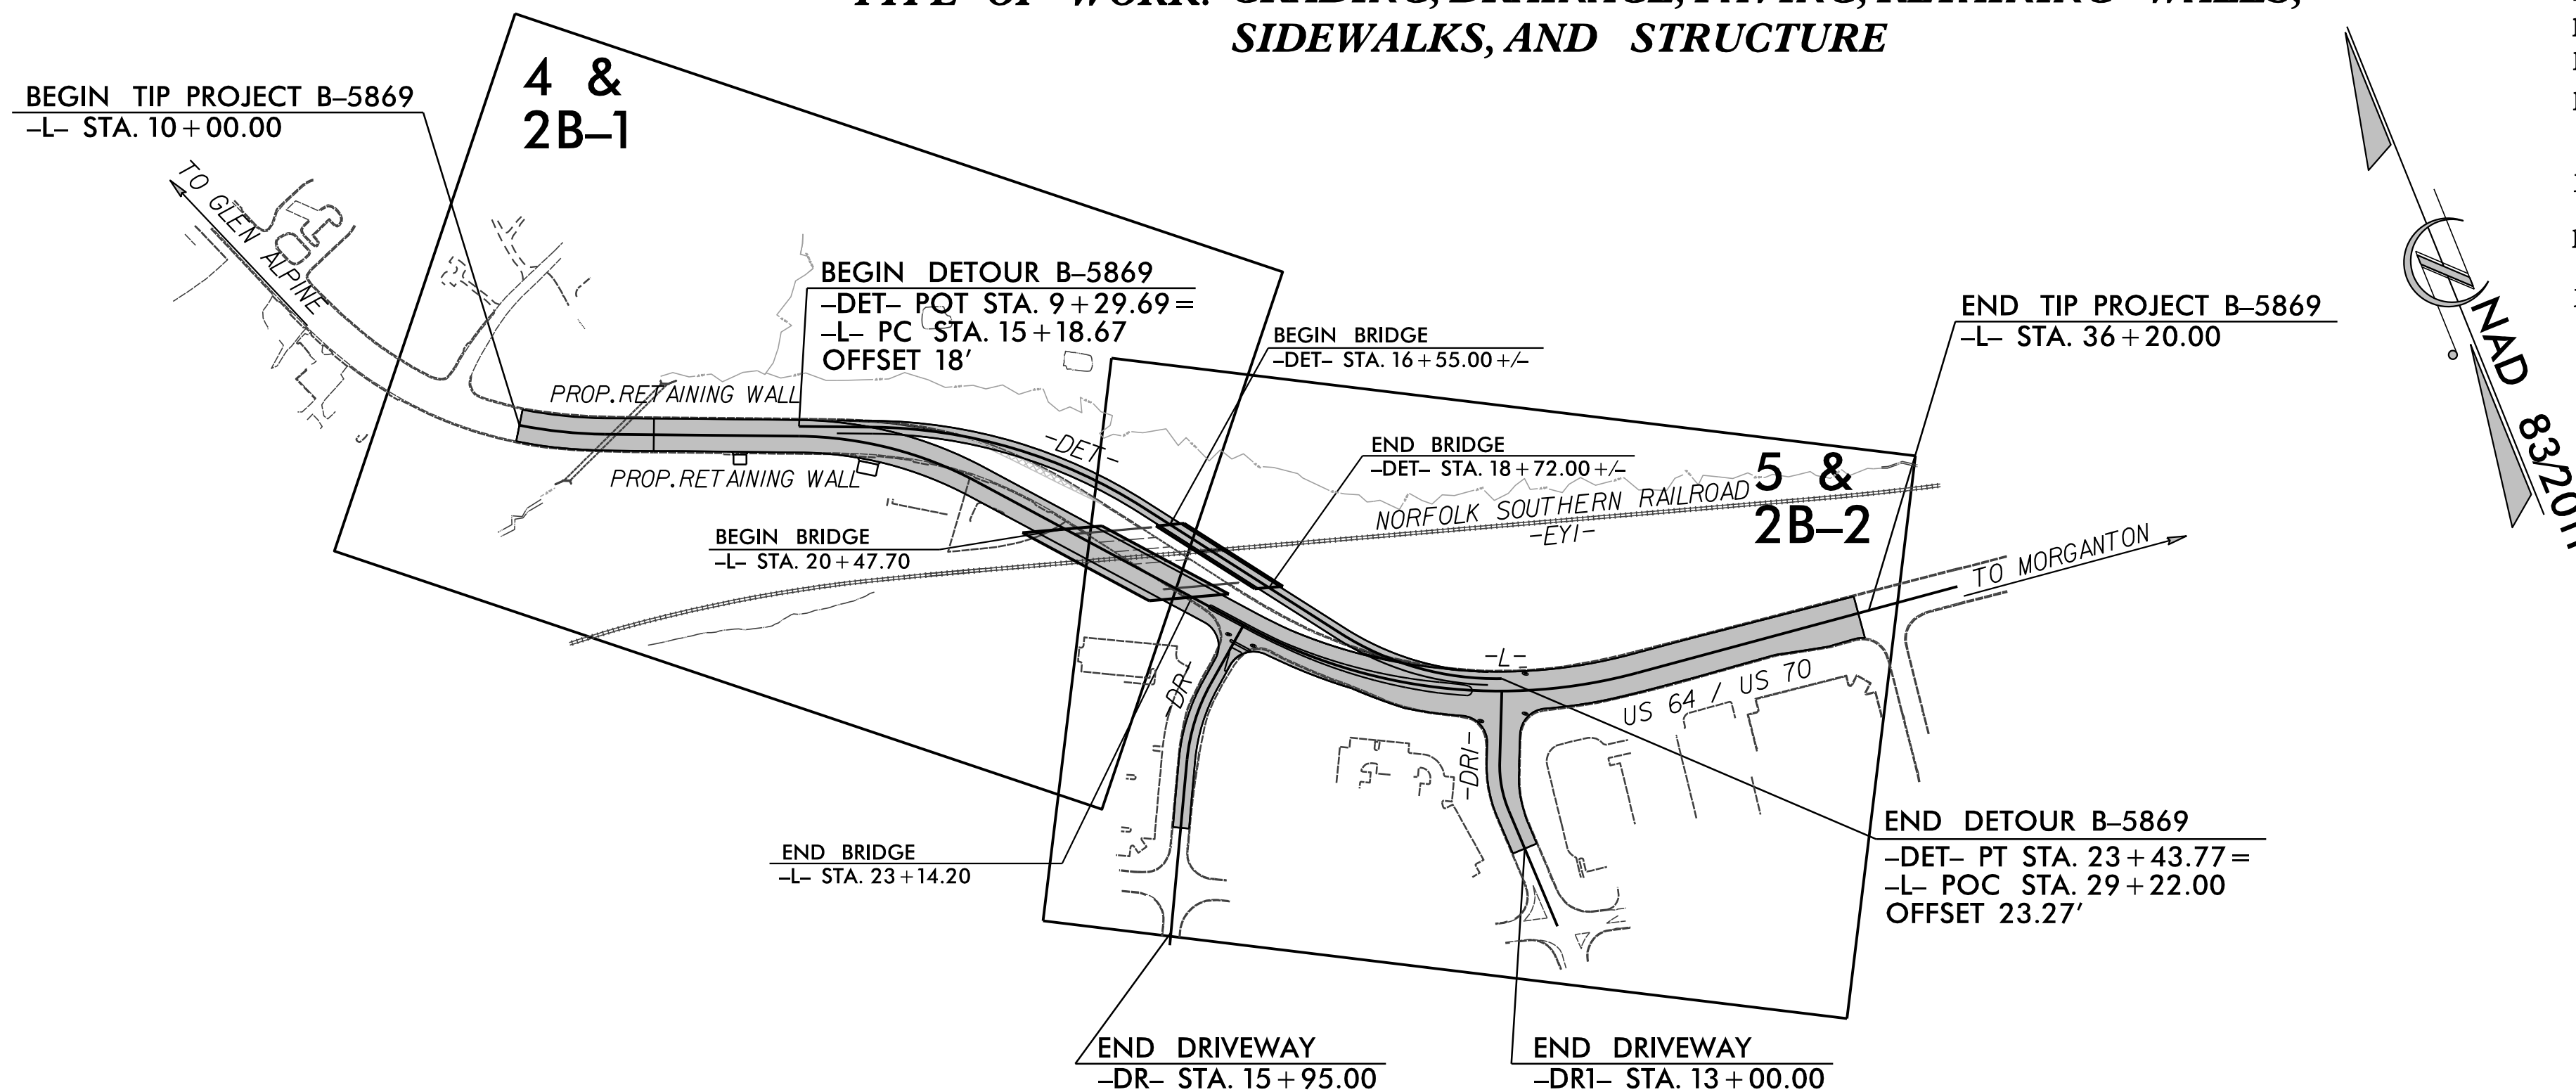 SIDEWALKS, AND STRUCTURE
4 &
2B–1
BEGIN TIP PROJECT B–5869
–L– STA. 10+00.00
TO GLEN ALPINE
BEGIN DETOUR B–5869
–DET– POT STA. 9+29.69=
–L– PC STA. 15+18.67
OFFSET 18'
BEGIN BRIDGE
–DET– STA. 16+55.00 +/–
END TIP PROJECT B–5869
–L– STA. 36+20.00
PROP. RETAINING WALL
–DET–
END BRIDGE
–DET– STA. 18+72.00 +/–
5 &
2B–2
PROP. RETAINING WALL
NORFOLK SOUTHERN RAILROAD
–EY1–
BEGIN BRIDGE
–L– STA. 20+47.70
TO MORGANTON
–L–
US 64 / US 70
–DR–
–DR1–
END BRIDGE
–L– STA. 23+14.20
END DETOUR B–5869
–DET– PT STA. 23+43.77=
–L– POC STA. 29+22.00
OFFSET 23.27'
END DRIVEWAY
–DR– STA. 15+95.00
END DRIVEWAY
–DR1– STA. 13+00.00
NAD 83/